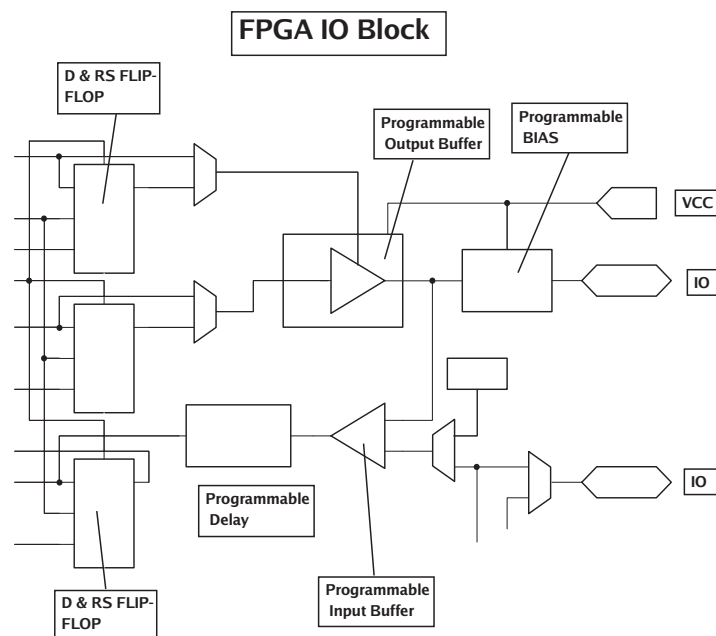 FPGA IO Block
D & RS FLIP-
FLOP
Programmable
Output Buffer
Programmable
BIAS
VCC
IO
IO
Programmable
Delay
Programmable
Input Buffer
D & RS FLIP-
FLOP